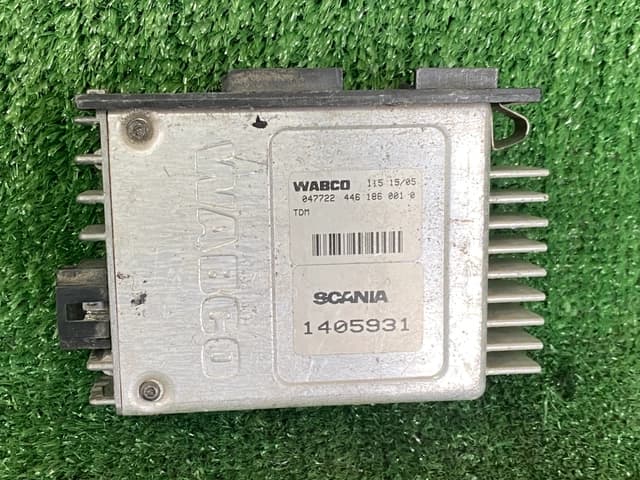 WABCO 115 15/05
047722 446 186 001 0
TDM
SCANIA
1405931
WABCO